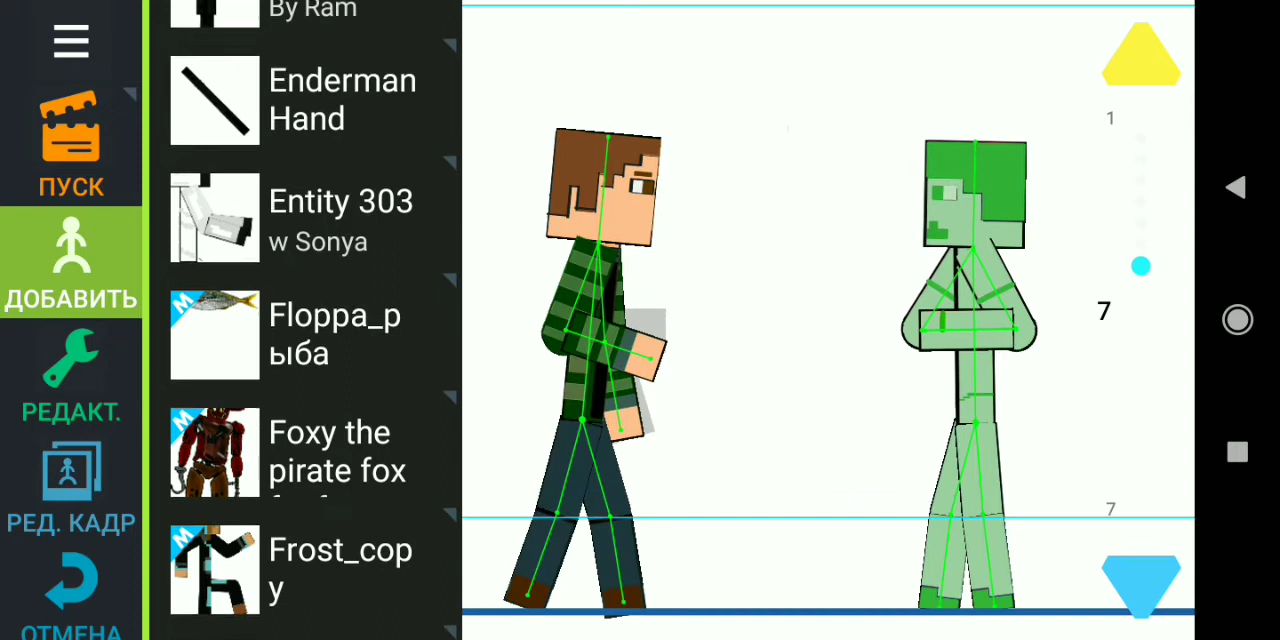 ПУСК
ДОБАВИТЬ
РЕДАКТ.
РЕД. КАДР
ОТМЕНА
By Ram
Enderman
Hand
Entity 303
w Sonya
M
Floppa_р
ыба
M
Foxy the
pirate fox
M
Frost_cop
y
1
7
7